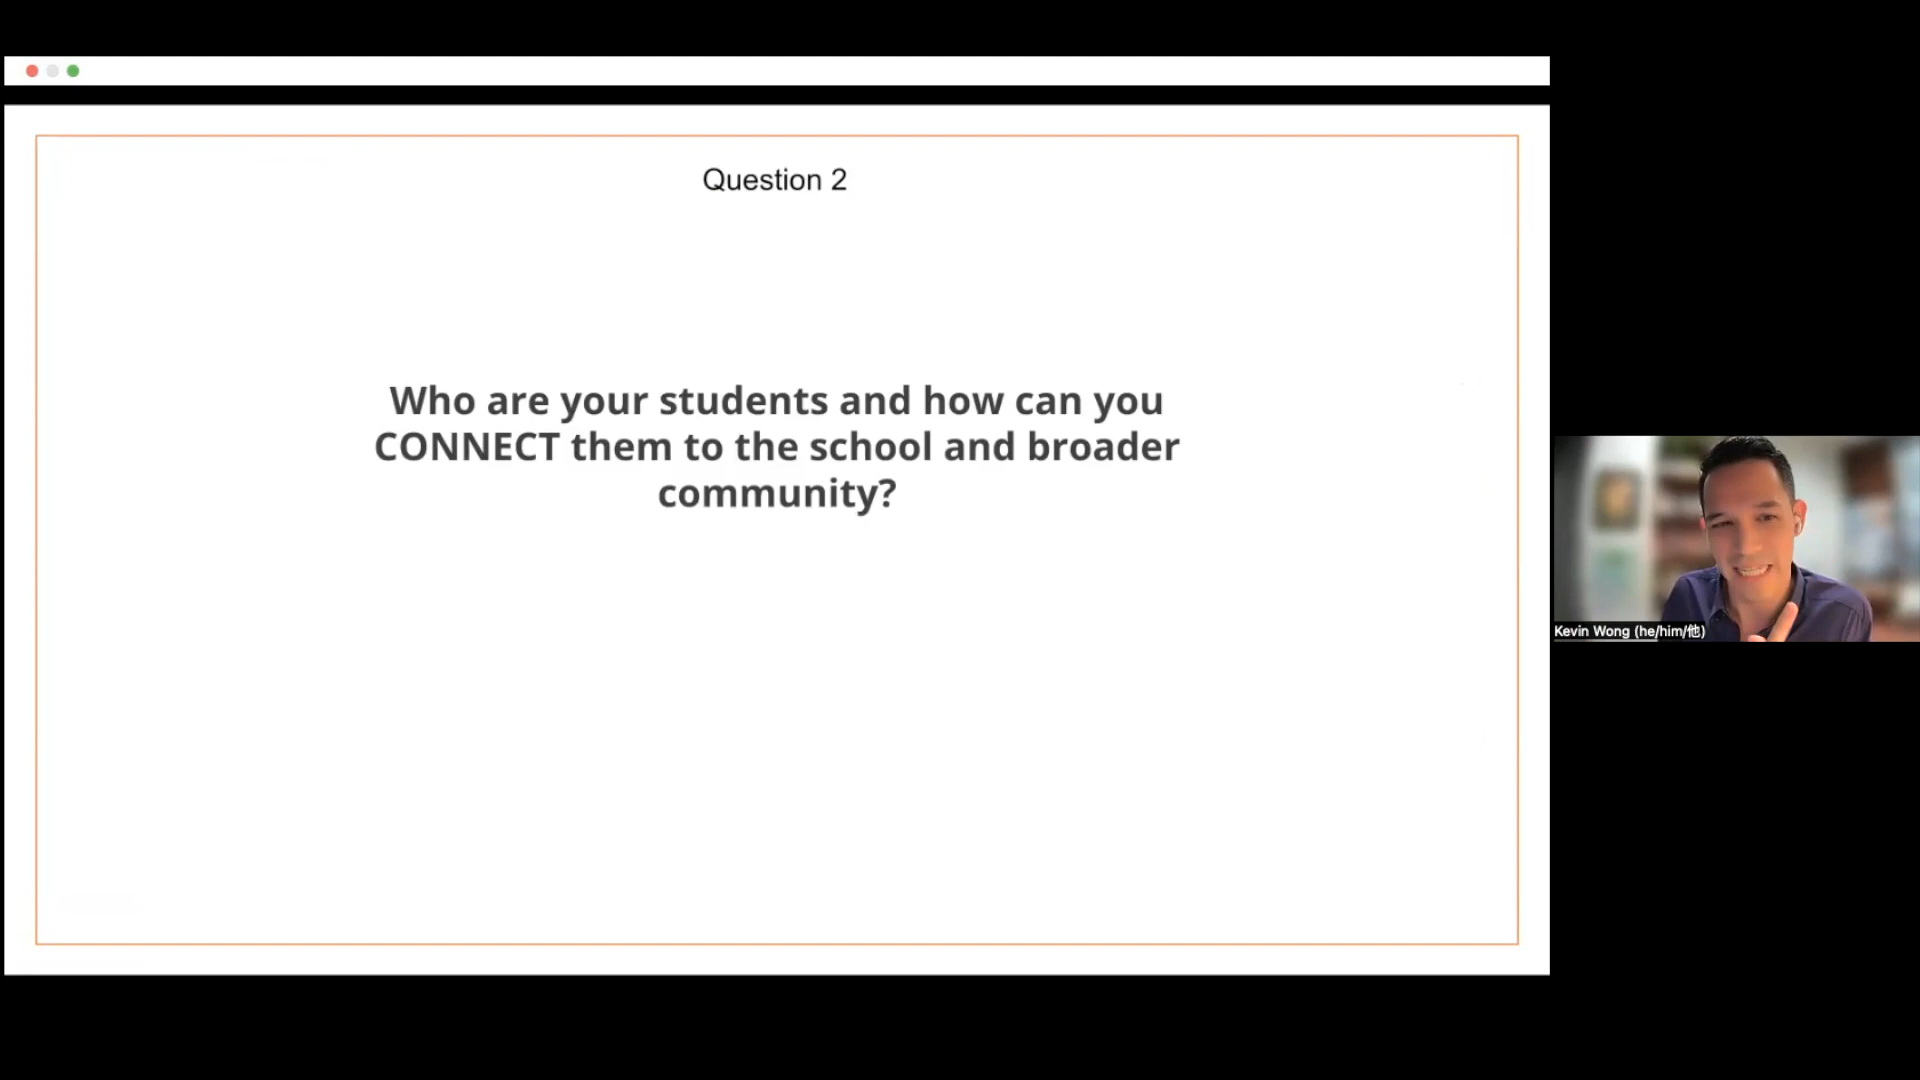 Question 2
Who are your students and how can you
CONNECT them to the school and broader
community?
Kevin Wong (he/him/他)